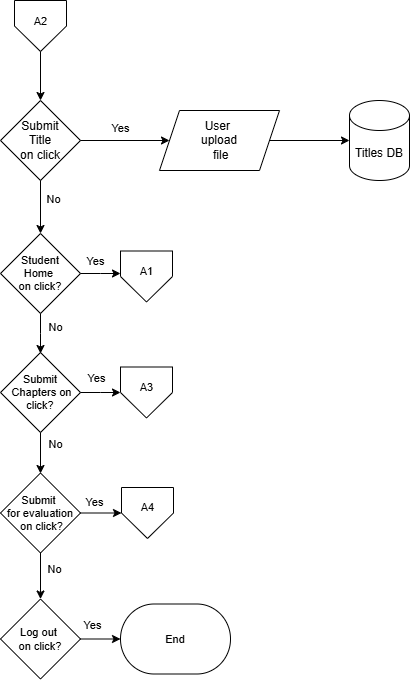 A2
Submit
Title
on click
Yes
User
upload
file
Titles DB
No
Student
Home
on click?
Yes
A1
No
Submit
Chapters on
click?
Yes
A3
No
Submit
for evaluation
on click?
Yes
A4
No
Log out
on click?
Yes
End